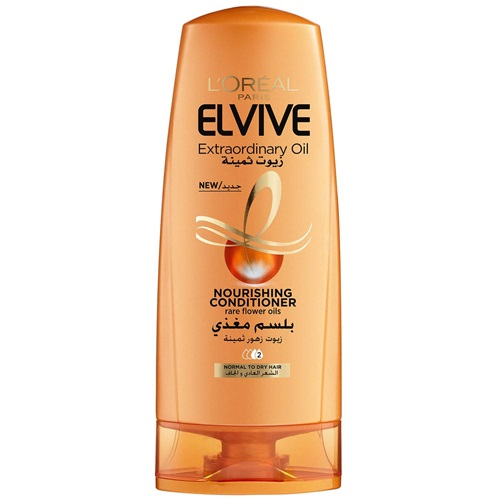 L'ORÉAL
PARIS
ELVIVE
Extraordinary Oil
زيوت ثمينة
NEW/جديد
NOURISHING
CONDITIONER
rare flower oils
بلسم مغذي
زيوت زهور ثمينة
2
NORMAL TO DRY HAIR
الشعر العادي و الجاف